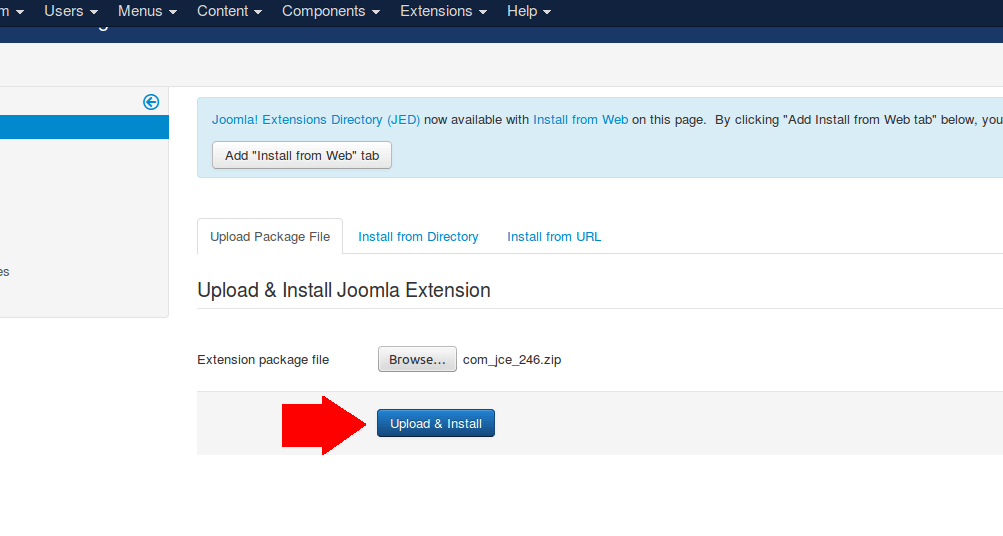 m Users Menus Content Components Extensions Help
Joomla! Extensions Directory (JED) now available with Install from Web on this page. By clicking "Add Install from Web tab" below, you
Add "Install from Web" tab
Upload Package File Install from Directory Install from URL
es
Upload & Install Joomla Extension
Extension package file Browse... com_jce_246.zip
Upload & Install